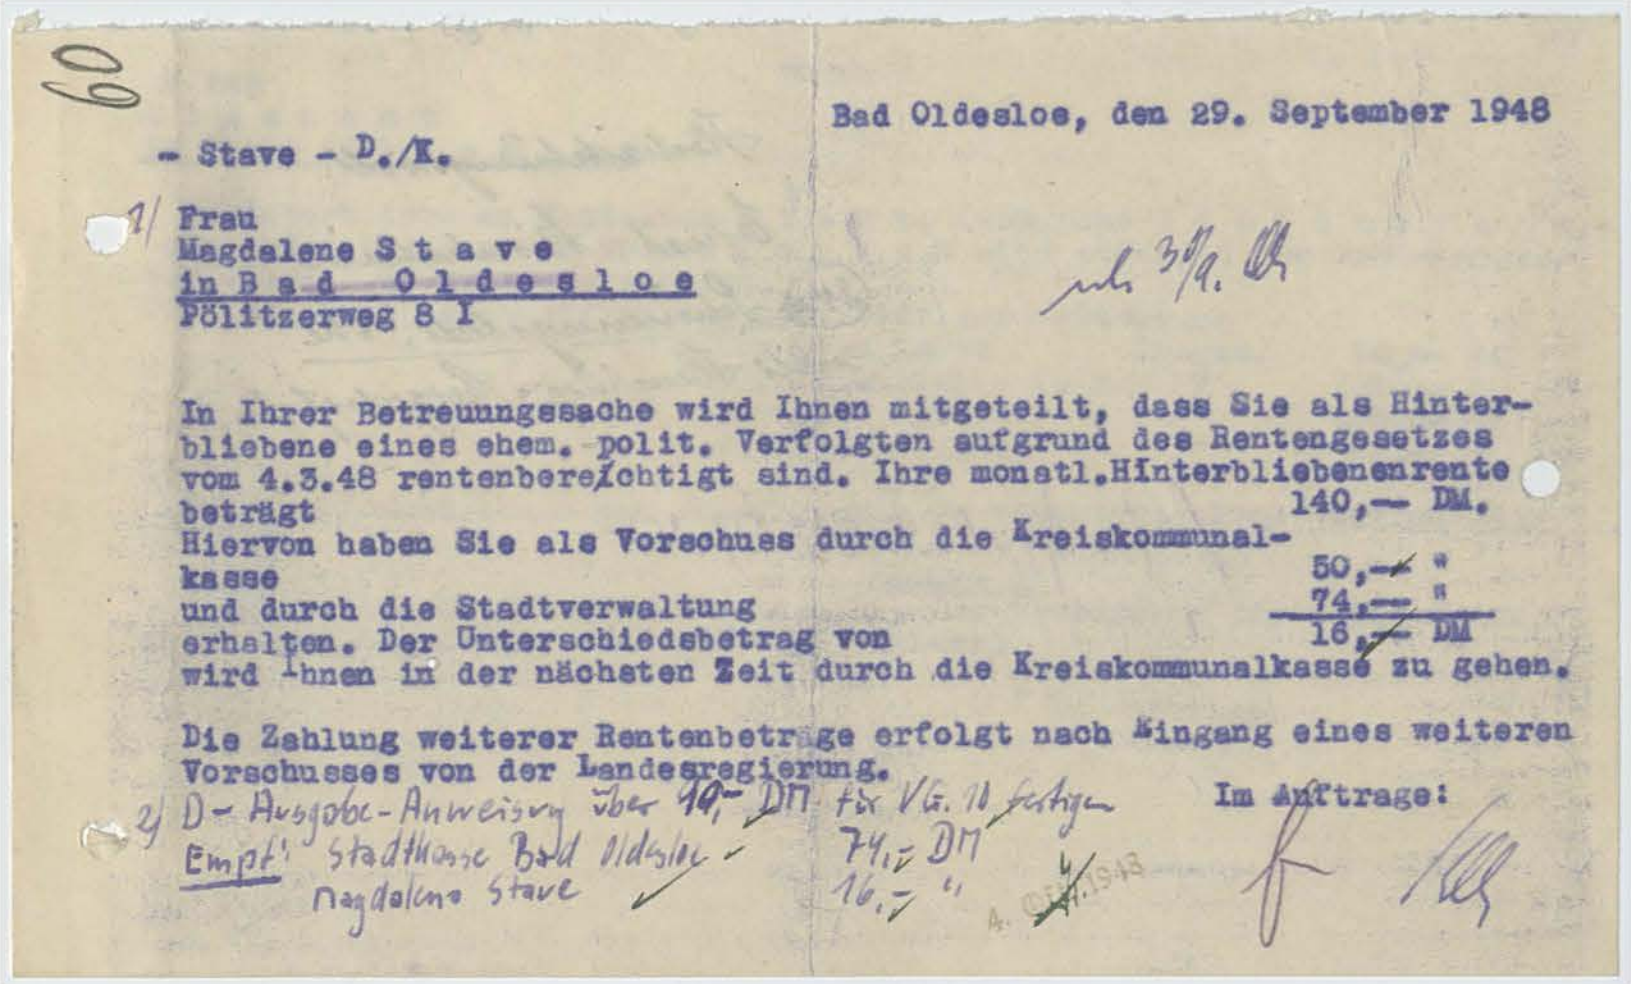 60
Bad Oldesloe, den 29. September 1948
- Stave - D./K.
1/ Frau
Magdalene S t a v e
in B a d O l d e s l o e
Pölitzerweg 8 I
30/9.
In Ihrer Betreuungssache wird Ihnen mitgeteilt, dass Sie als Hinter-
bliebene eines ehem. polit. Verfolgten aufgrund des Rentengesetzes
vom 4.3.48 rentenbereichtigt sind. Ihre monatl.HInterbliebenenrente
beträgt 140,-- DM.
Hiervon haben Sie als Vorschuss durch die Kreiskommunal-
kasse 50,-- "
und durch die Stadtverwaltung 74,-- "
erhalten. Der Unterschiedsbetrag von 16,-- DM
wird Ihnen in der nächsten Zeit durch die Kreiskommunalkasse zu gehen.
Die Zahlung weiterer Rentenbeträge erfolgt nach Eingang eines weiteren
Vorschusses von der Landesregierung.
Im Auftrage:
2/ D - Ausgabe-Anweisung über DM für fertigen
Empf: Stadtkasse Bad Oldesloe 74,- DM
Magdalena Stave 16,- "
1948